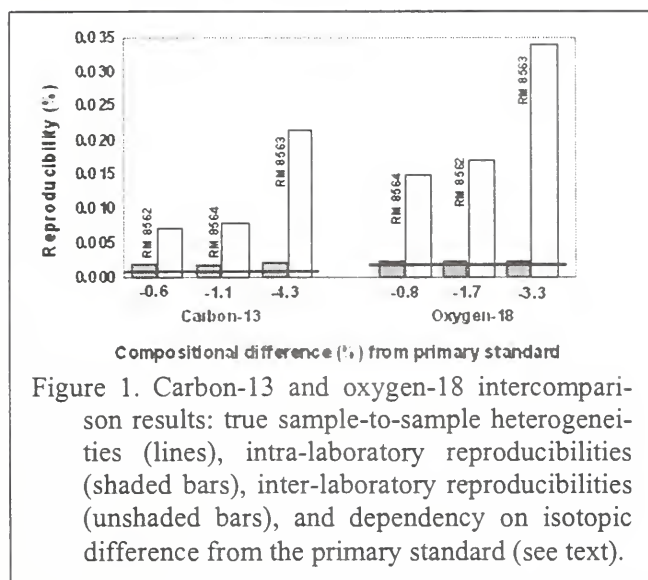 0.035
0.030
0.025
0.020
0.015
0.010
0.005
0.000
Reproducibility (%)
RM 8562
RM 8564
RM 8563
RM 8564
RM 8562
RM 8563
-0.6 -1.1 -4.3 -0.8 -1.7 -3.3
Carbon-13 Oxygen-18
Compositional difference (%) from primary standard
Figure 1. Carbon-13 and oxygen-18 intercompari-
son results: true sample-to-sample heterogenei-
ties (lines), intra-laboratory reproducibilities
(shaded bars), inter-laboratory reproducibilities
(unshaded bars), and dependency on isotopic
difference from the primary standard (see text).